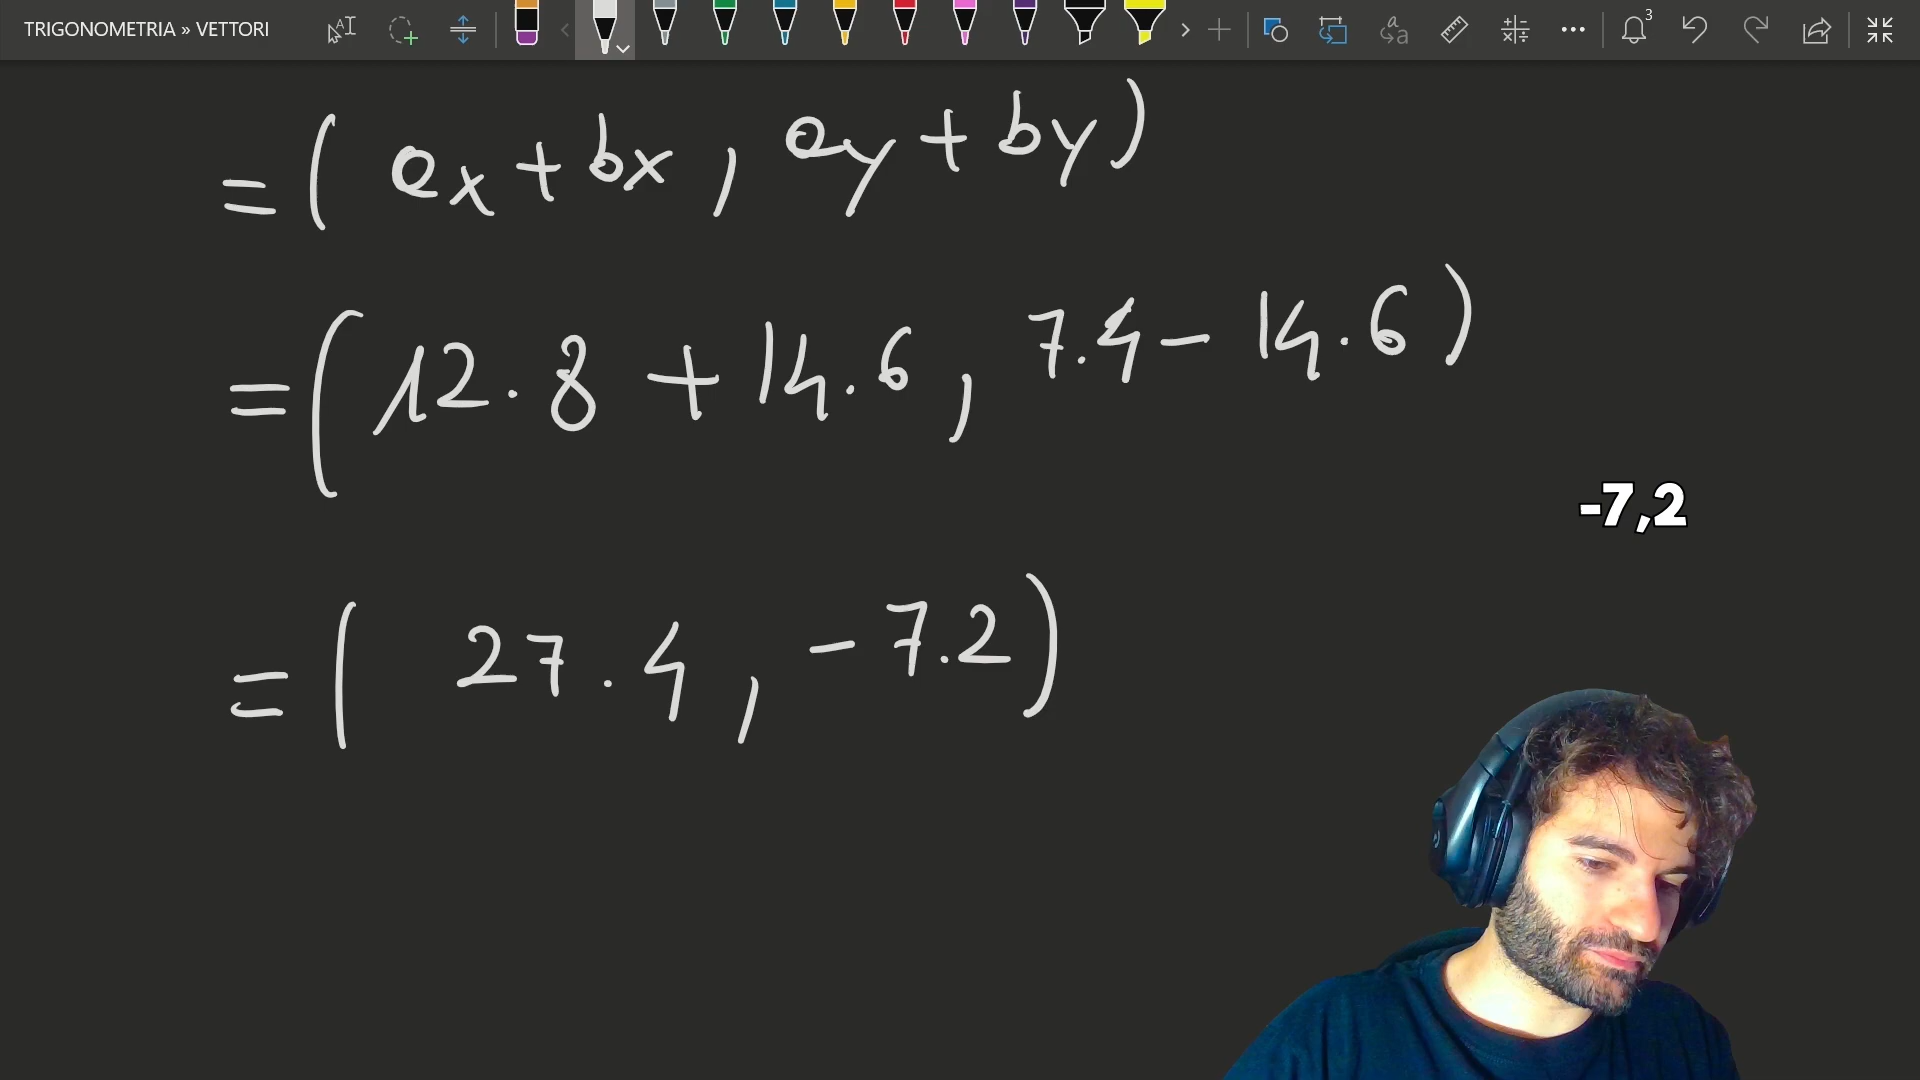 TRIGONOMETRIA » VETTORI
3
= ( ax + bx , ay + by )
= ( 12.8 + 14.6 , 7.4 - 14.6 )
-7,2
= ( 27.4 , - 7.2 )